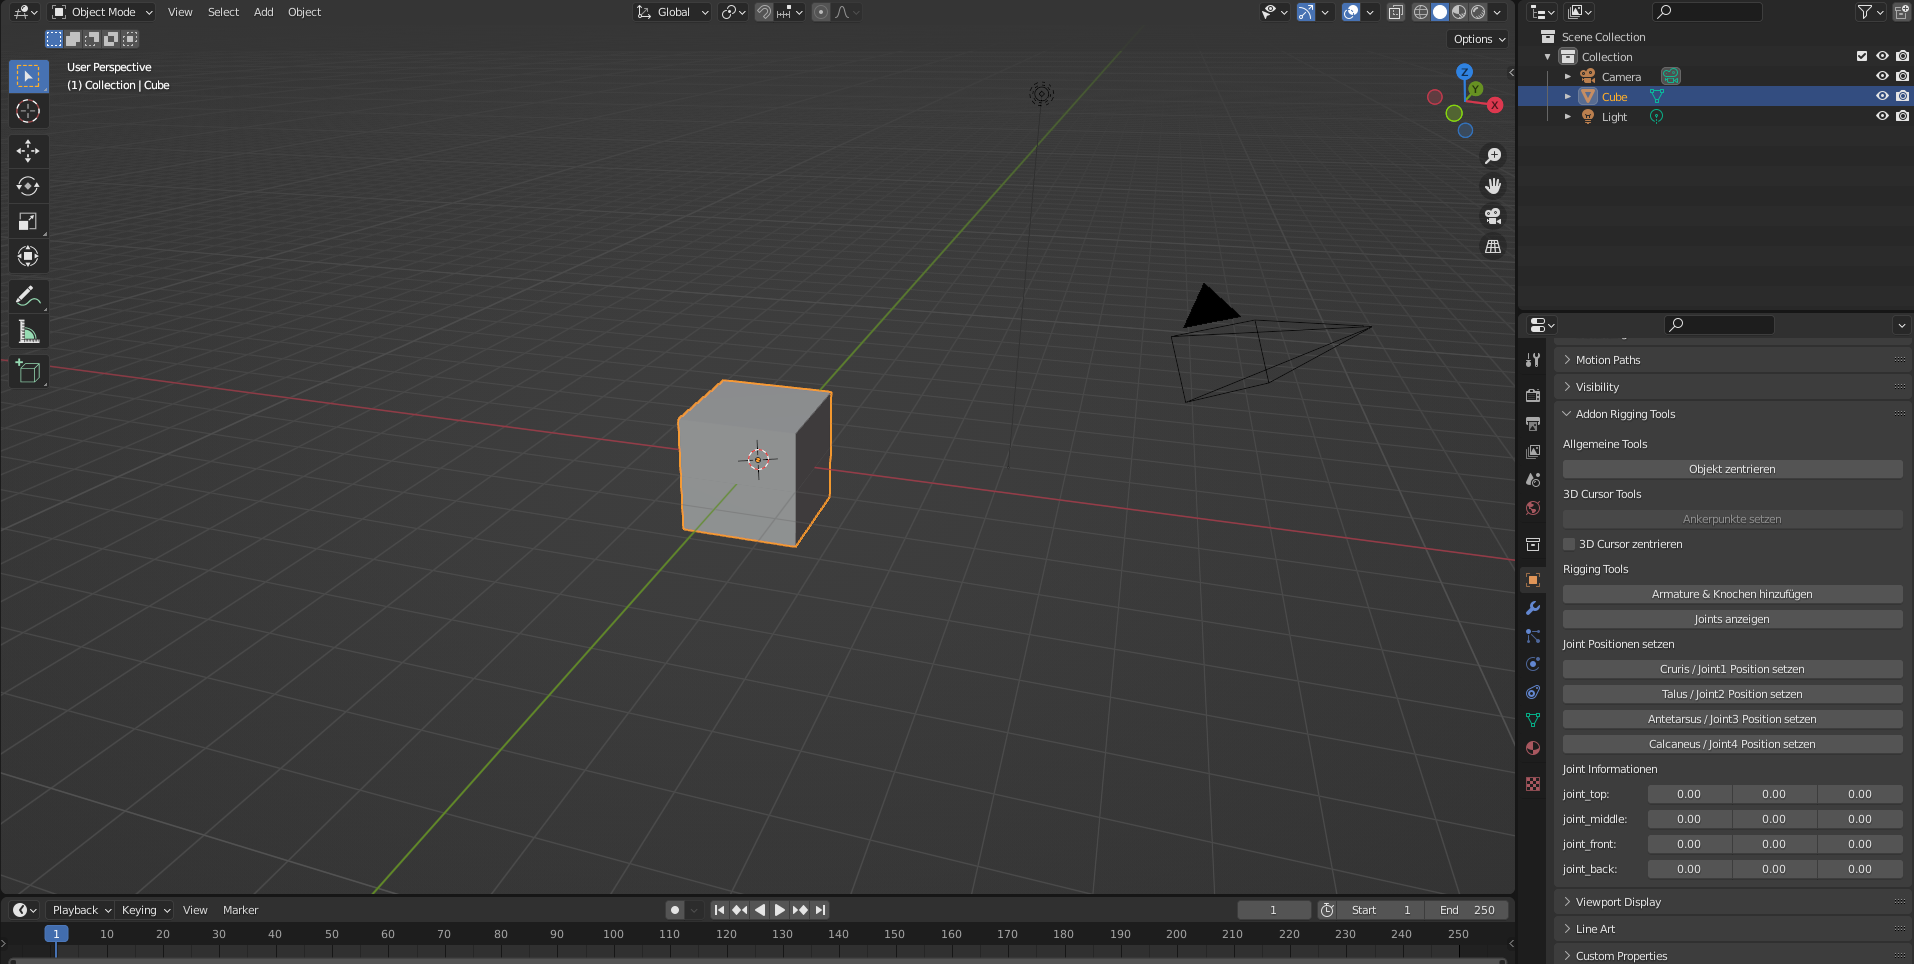 Object Mode View Select Add Object Global
Options
User Perspective
(1) Collection | Cube
Z
Y
X
Scene Collection
Collection
Camera
Cube
Light
Motion Paths
Visibility
Addon Rigging Tools
Allgemeine Tools
Objekt zentrieren
3D Cursor Tools
Ankerpunkte setzen
3D Cursor zentrieren
Rigging Tools
Armature & Knochen hinzufügen
Joints anzeigen
Joint Positionen setzen
Cruris / Joint1 Position setzen
Talus / Joint2 Position setzen
Antetarsus / Joint3 Position setzen
Calcaneus / Joint4 Position setzen
Joint Informationen
joint_top: 0.00 0.00 0.00
joint_middle: 0.00 0.00 0.00
joint_front: 0.00 0.00 0.00
joint_back: 0.00 0.00 0.00
Viewport Display
Line Art
Custom Properties
Playback Keying View Marker 1 Start 1 End 250
1 10 20 30 40 50 60 70 80 90 100 110 120 130 140 150 160 170 180 190 200 210 220 230 240 250